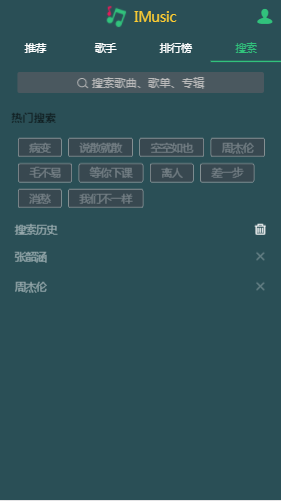 IMusic
推荐 歌手 排行榜 搜索
搜索歌曲、歌单、专辑
热门搜索
病变 说散就散 空空如也 周杰伦
毛不易 等你下课 离人 差一步
消愁 我们不一样
搜索历史
张韶涵
周杰伦